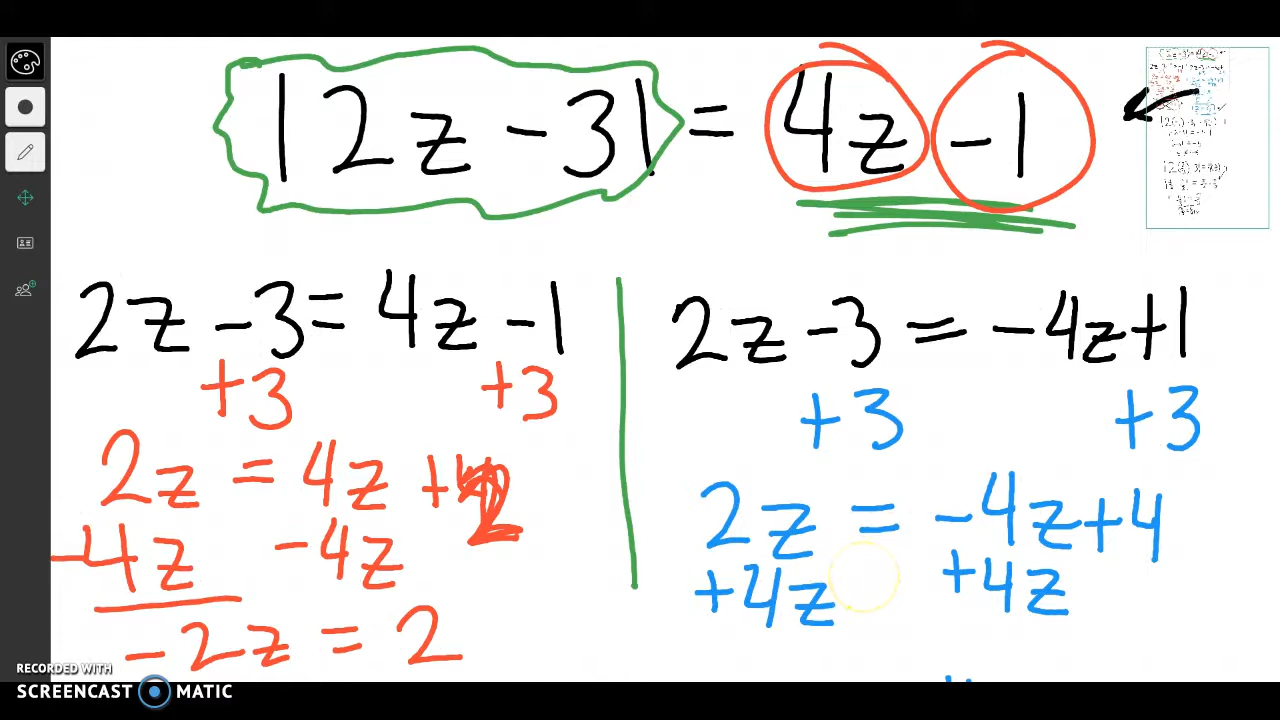 |2z - 3| = 4z - 1
2z - 3 = 4z - 1
+3 +3
2z = 4z + 2
-4z -4z
-2z = 2
2z - 3 = -4z + 1
+3 +3
2z = -4z + 4
+4z +4z
RECORDED WITH
SCREENCAST MATIC